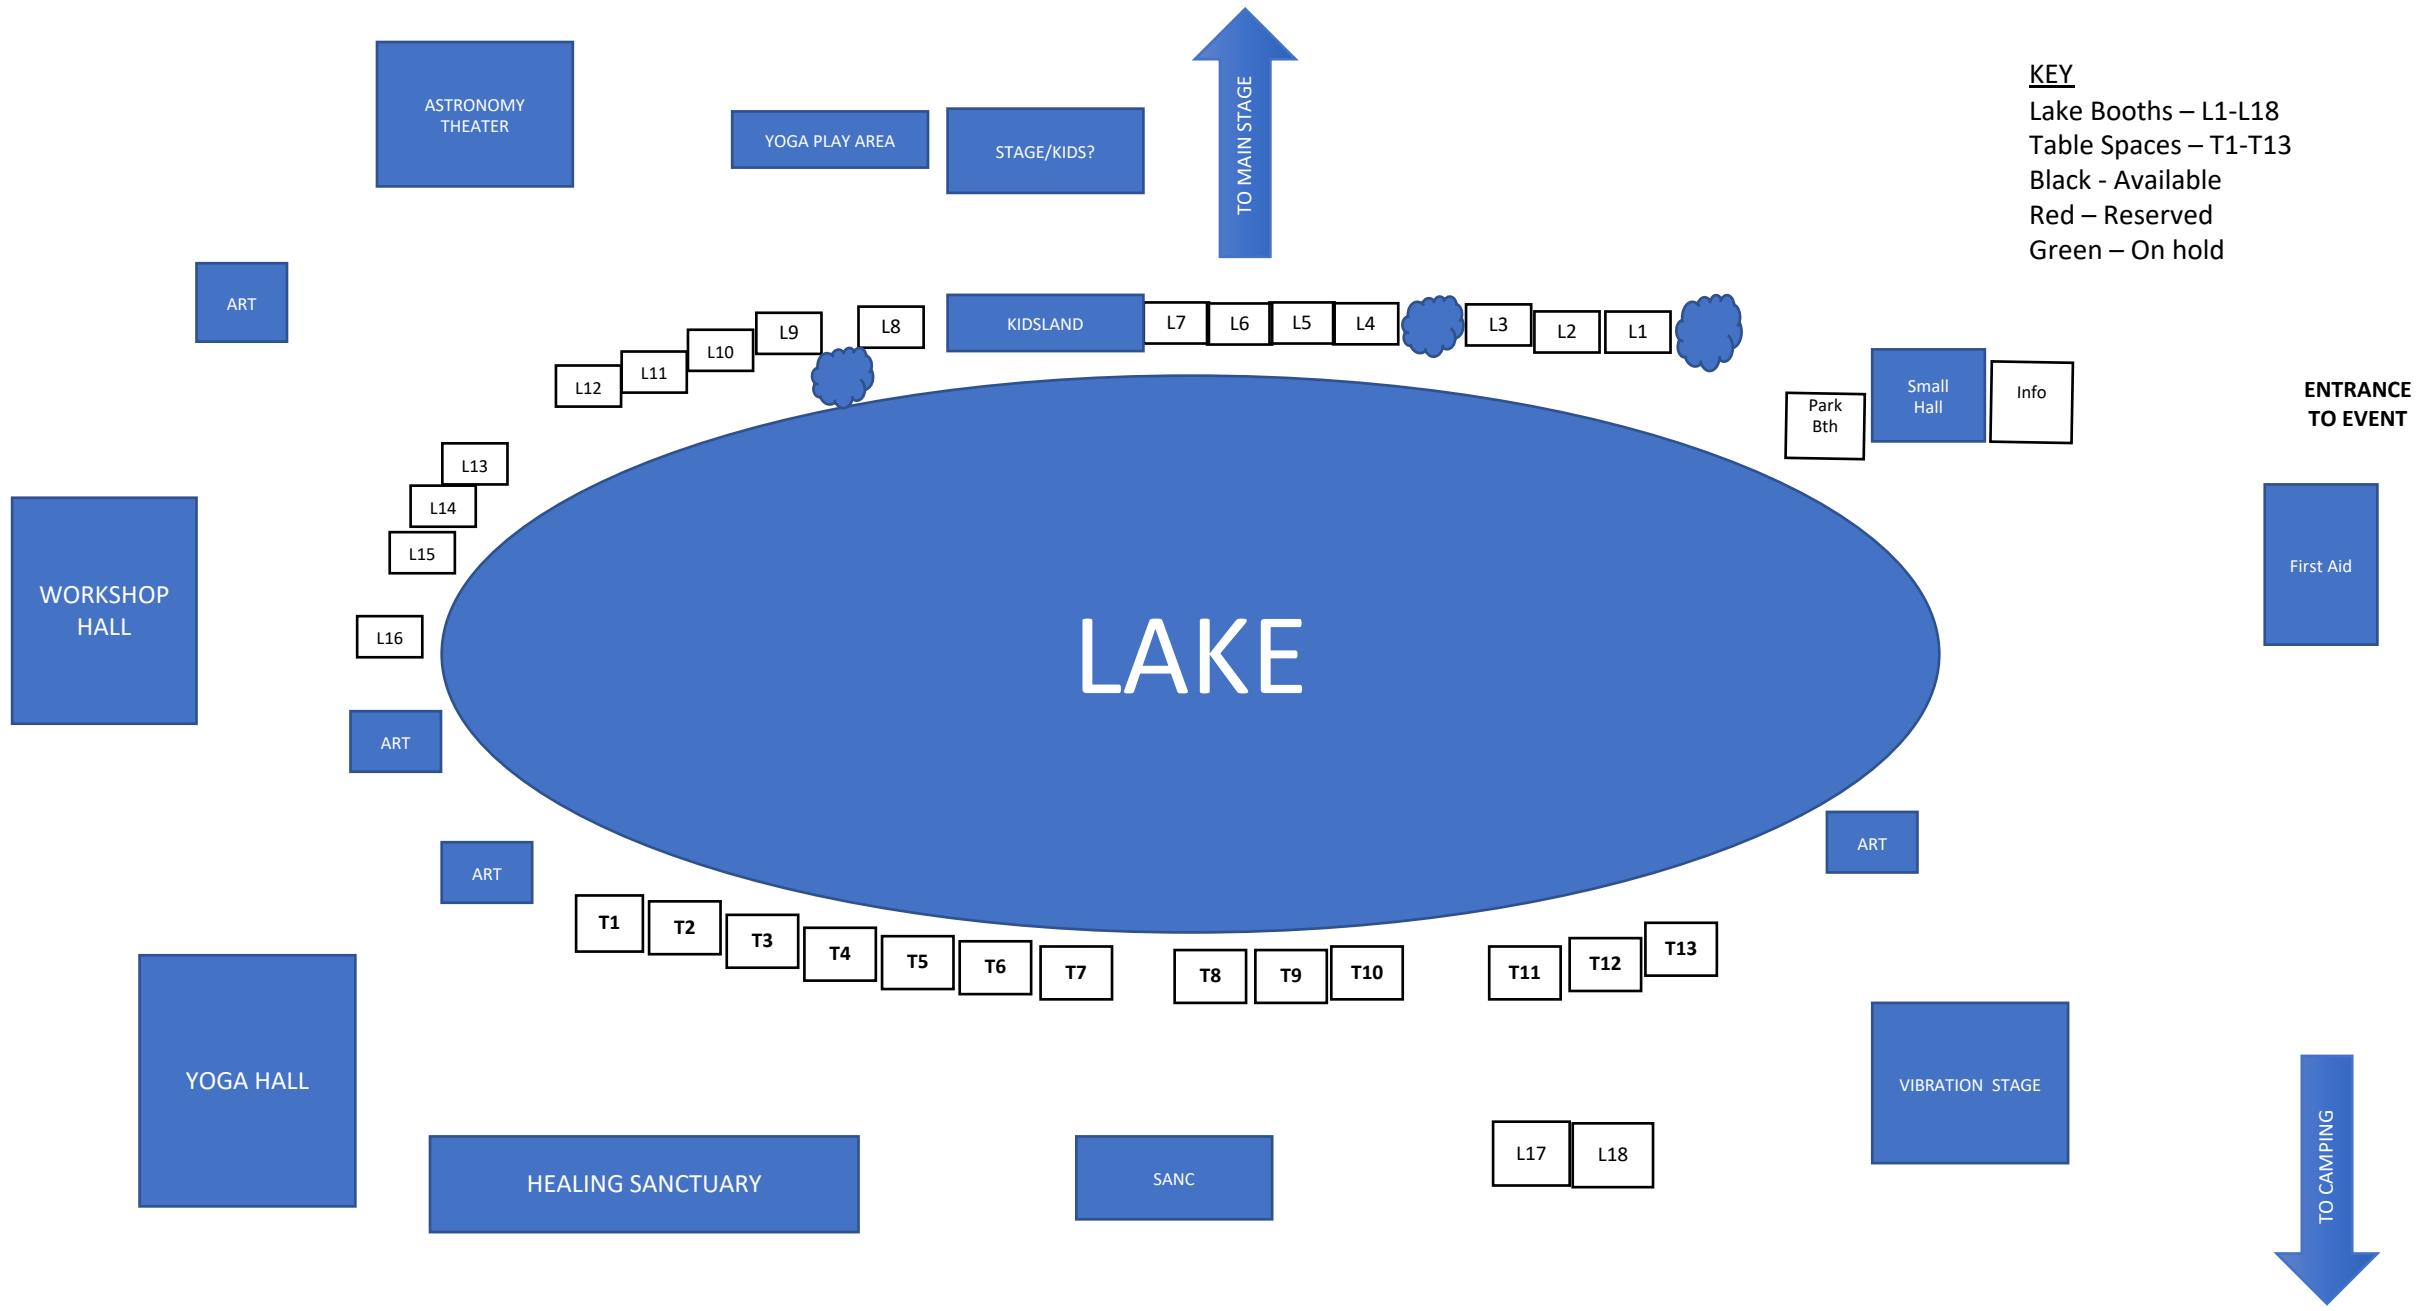 TO MAIN STAGE
KEY
Lake Booths – L1-L18
Table Spaces – T1-T13
Black - Available
Red – Reserved
Green – On hold
ASTRONOMY
THEATER
YOGA PLAY AREA
STAGE/KIDS?
ART
KIDSLAND
L7
L6
L5
L4
L3
L2
L1
L8
L9
L10
L11
L12
Small
Hall
Info
Park
Bth
ENTRANCE
TO EVENT
L13
L14
L15
L16
WORKSHOP
HALL
First Aid
LAKE
ART
ART
ART
T1
T2
T3
T4
T5
T6
T7
T8
T9
T10
T11
T12
T13
YOGA HALL
VIBRATION  STAGE
HEALING SANCTUARY
SANC
L17
L18
TO CAMPING